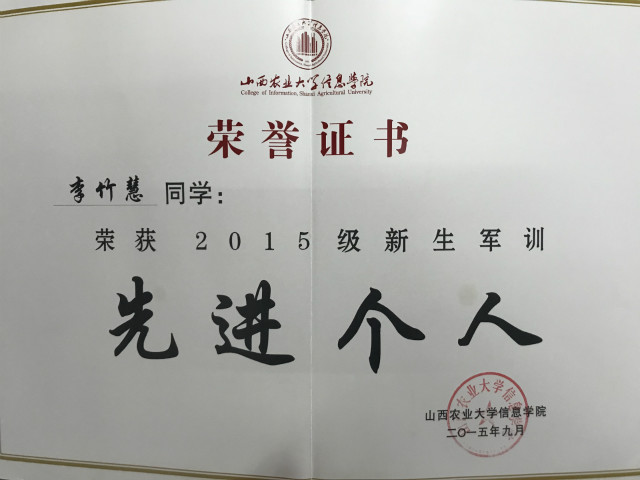 山西农业大学信息学院
College of Information, Shanxi Agricultural University
荣誉证书
李竹慧 同学：
荣获2015级新生军训
先进个人
山西农业大学信息学院
二〇一五年九月